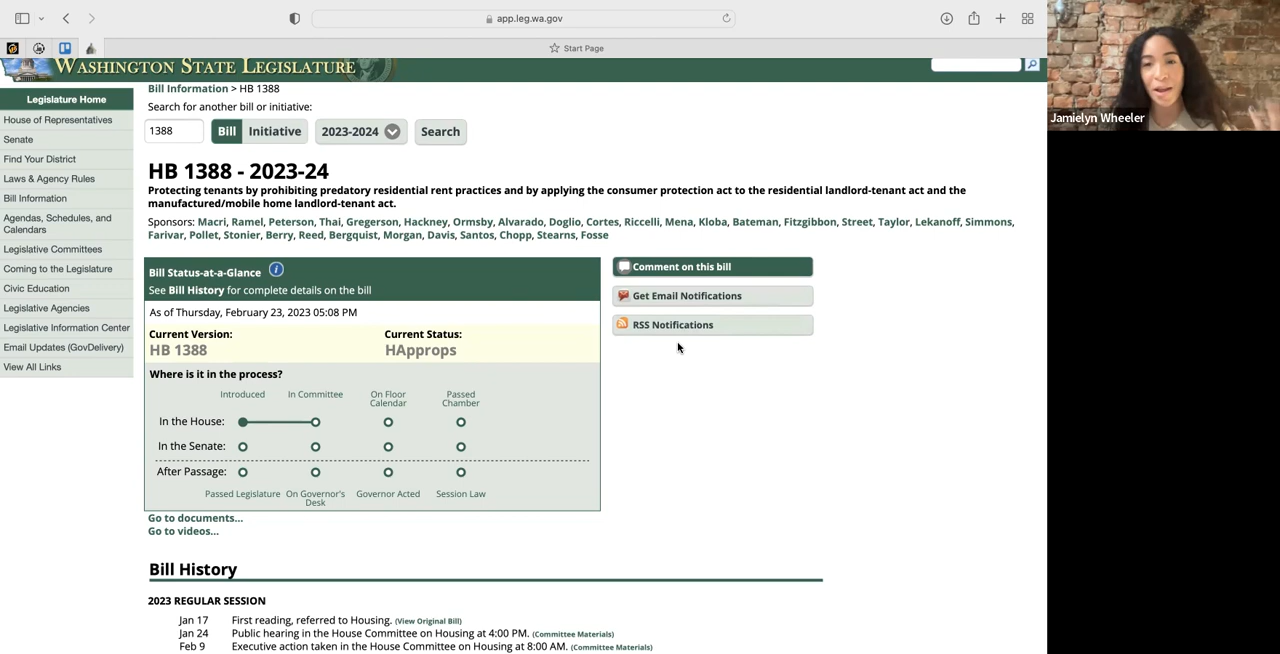 app.leg.wa.gov
Start Page
WASHINGTON STATE LEGISLATURE
Jamielyn Wheeler
Legislature Home
House of Representatives
Senate
Find Your District
Laws & Agency Rules
Bill Information
Agendas, Schedules, and
Calendars
Legislative Committees
Coming to the Legislature
Civic Education
Legislative Agencies
Legislative Information Center
Email Updates (GovDelivery)
View All Links
Bill Information > HB 1388
Search for another bill or initiative:
1388 Bill Initiative 2023-2024 Search
HB 1388 - 2023-24
Protecting tenants by prohibiting predatory residential rent practices and by applying the consumer protection act to the residential landlord-tenant act and the
manufactured/mobile home landlord-tenant act.
Sponsors: Macri, Ramel, Peterson, Thai, Gregerson, Hackney, Ormsby, Alvarado, Doglio, Cortes, Riccelli, Mena, Kloba, Bateman, Fitzgibbon, Street, Taylor, Lekanoff, Simmons,
Farivar, Pollet, Stonier, Berry, Reed, Bergquist, Morgan, Davis, Santos, Chopp, Stearns, Fosse
Bill Status-at-a-Glance i
See Bill History for complete details on the bill
As of Thursday, February 23, 2023 05:08 PM
Current Version: Current Status:
HB 1388 HApprops
Where is it in the process?
Introduced In Committee On Floor Calendar Passed Chamber
In the House:
In the Senate:
After Passage:
Passed Legislature On Governor's Desk Governor Acted Session Law
Comment on this bill
Get Email Notifications
RSS Notifications
Go to documents...
Go to videos...
Bill History
2023 REGULAR SESSION
Jan 17 First reading, referred to Housing. (View Original Bill)
Jan 24 Public hearing in the House Committee on Housing at 4:00 PM. (Committee Materials)
Feb 9 Executive action taken in the House Committee on Housing at 8:00 AM. (Committee Materials)